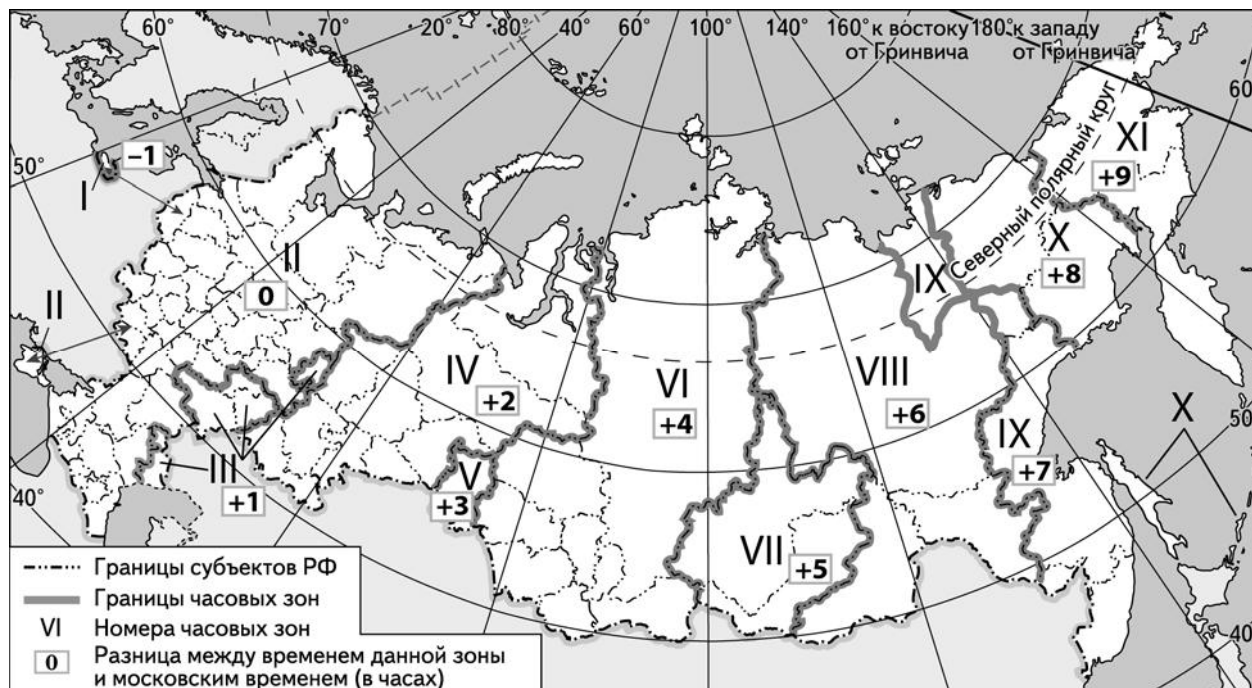 60° 70° 20° 40° 60° 80° 100° 120° 140° 160° к востоку 180° к западу
от Гринвича от Гринвича
60°
50°
–1
I
II
0
II
40°
III
+1
IV
+2
V
+3
VI
+4
VII
+5
VIII
+6
IX
IX
+7
Северный полярный круг
X
+8
XI
+9
X
50°
40°
Границы субъектов РФ
Границы часовых зон
VI Номера часовых зон
0 Разница между временем данной зоны
и московским временем (в часах)